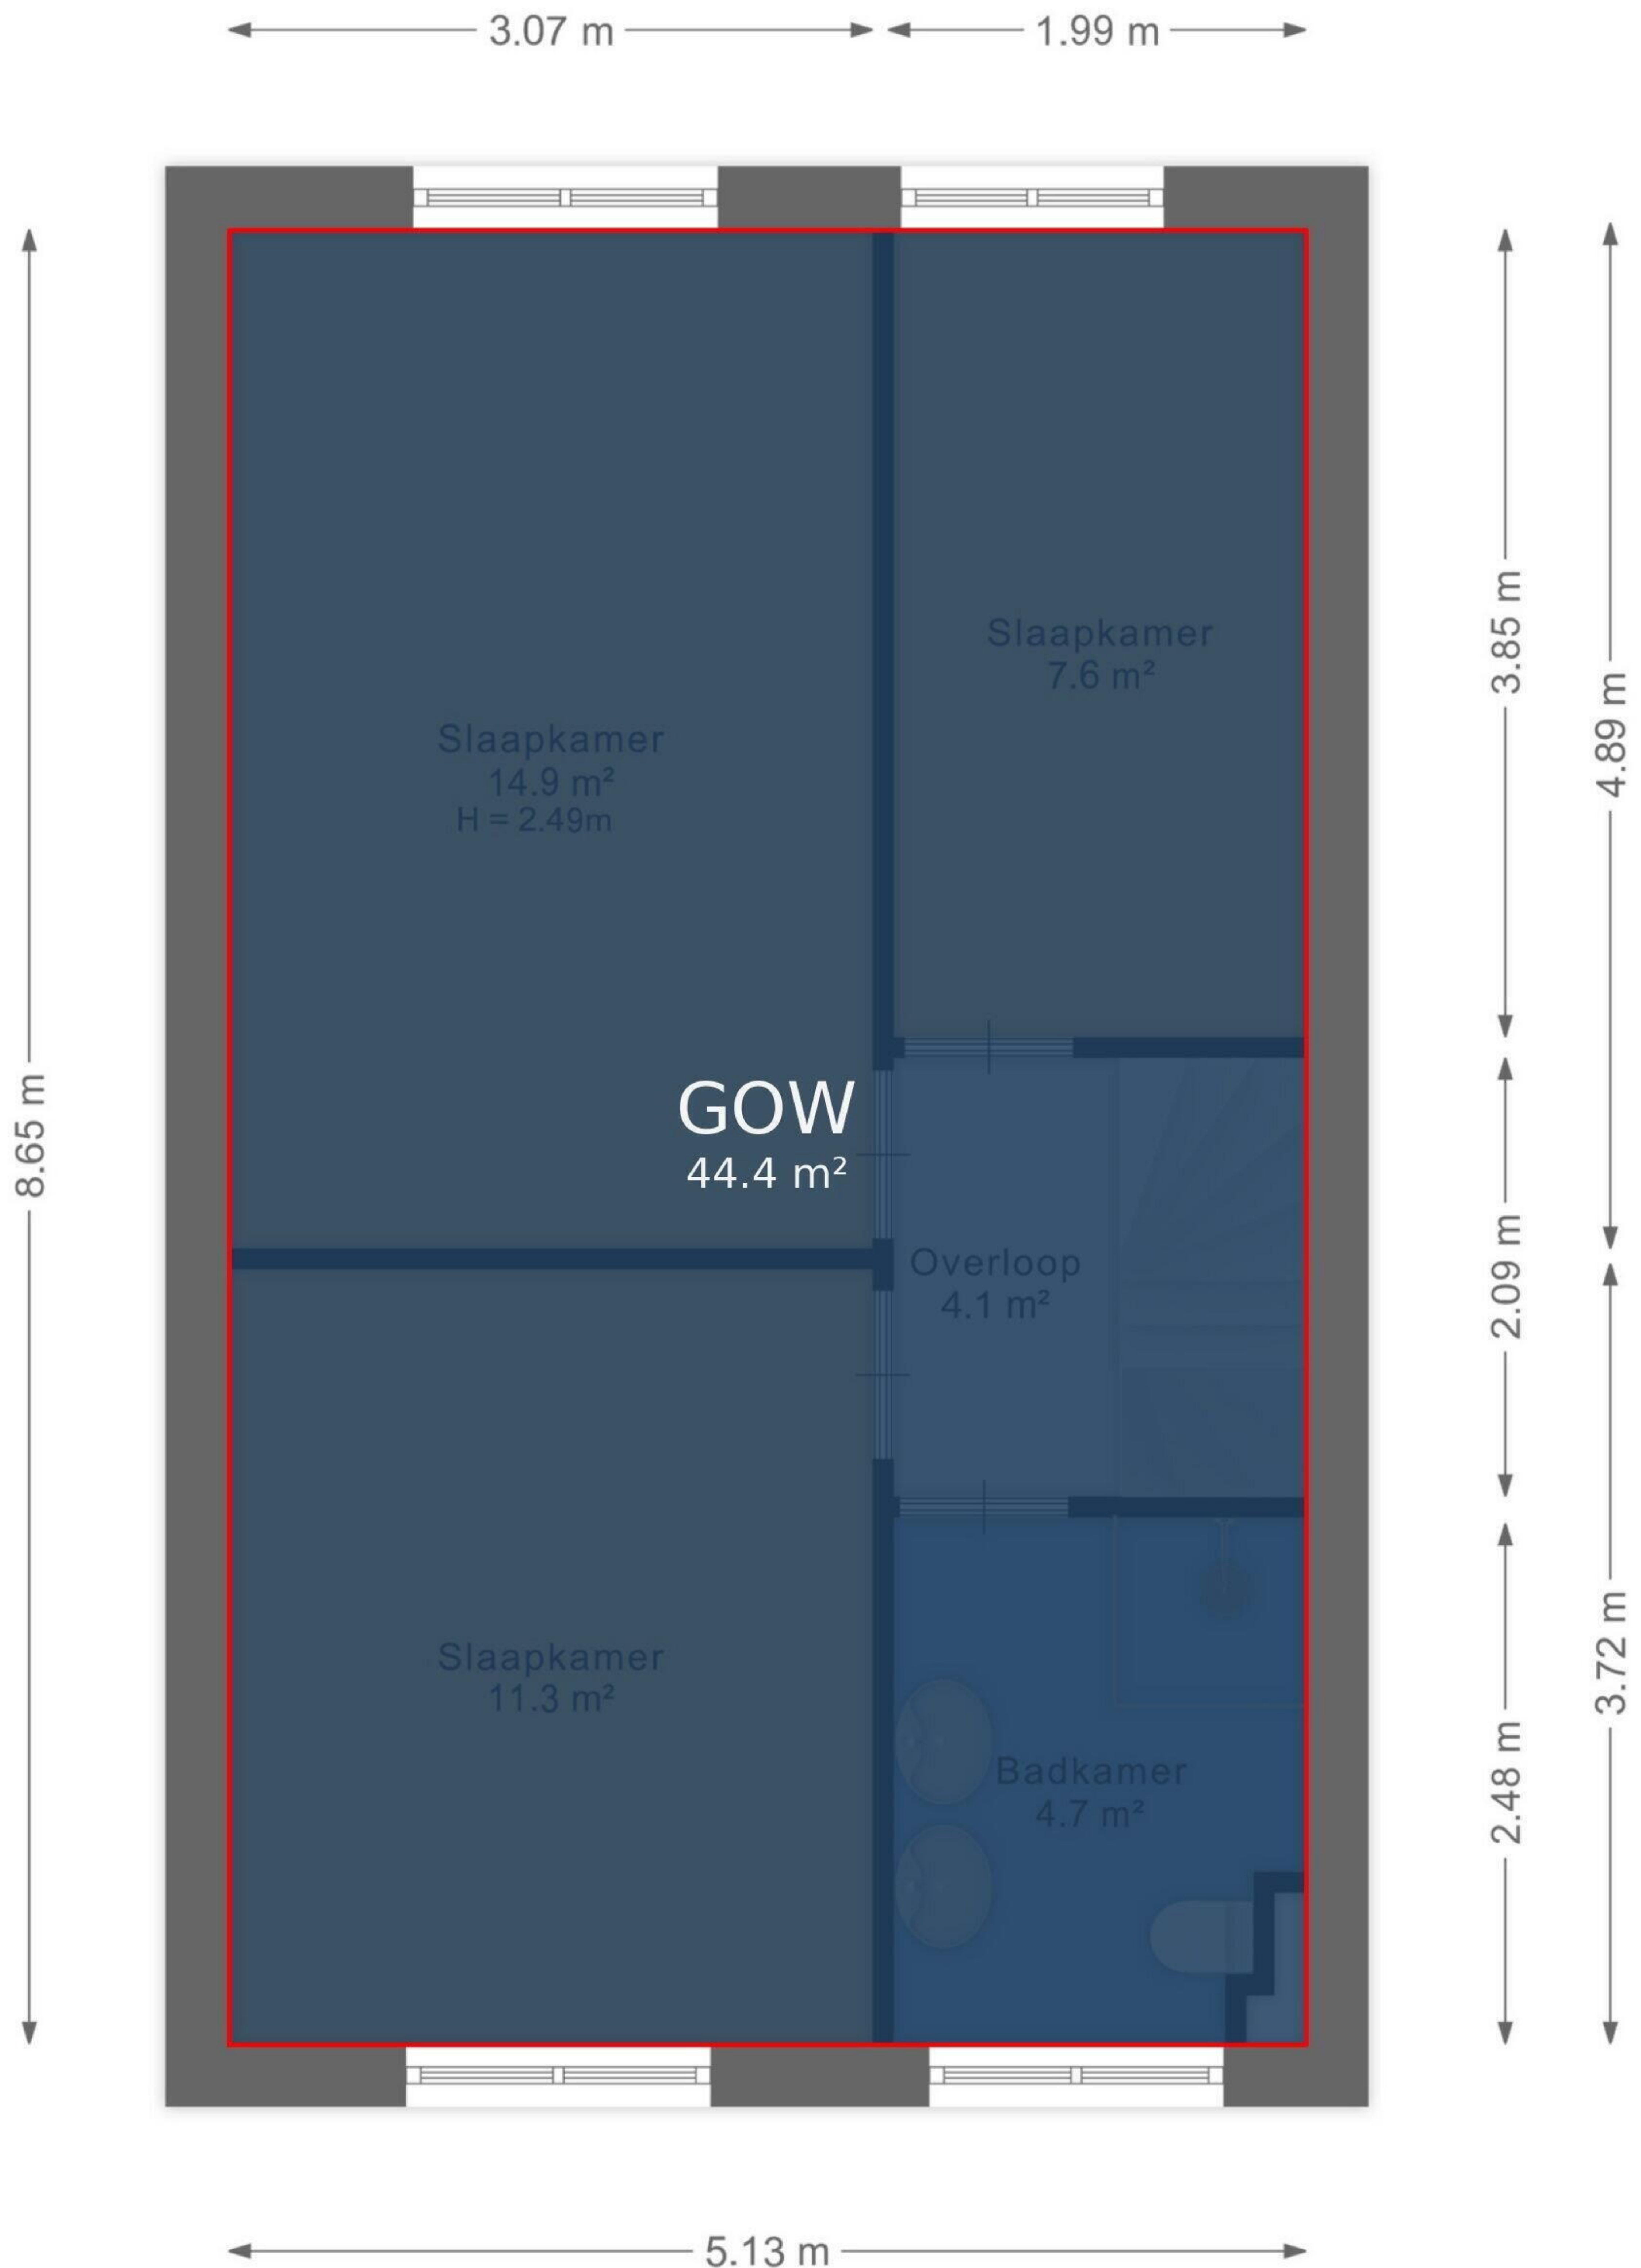 3.07 m
1.99 m
Slaapkamer
7.6 m²
3.85 m
4.89 m
Slaapkamer
14.9 m²
H = 2.49m
GOW
44.4 m²
8.65 m
Overloop
4.1 m²
2.09 m
Slaapkamer
11.3 m²
Badkamer
4.7 m²
2.48 m
3.72 m
5.13 m